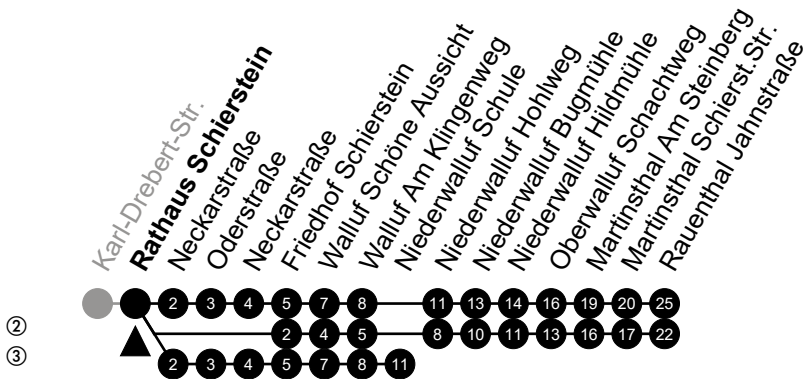 Karl-Drebert-Str.
Rathaus Schierstein
Neckarstraße
Oderstraße
Neckarstraße
Friedhof Schierstein
Walluf Schöne Aussicht
Walluf Am Klingenweg
Niederwalluf Schule
Niederwalluf Hohlweg
Niederwalluf Bugmühle
Niederwalluf Hildmühle
Oberwalluf Schachtweg
Martinsthal Am Steinberg
Martinsthal Schierst.Str.
Rauenthal Jahnstraße
2 3 4 5 7 8 11 13 14 16 19 20 25
② 2 4 5 8 10 11 13 16 17 22
③ 2 3 4 5 7 8 11